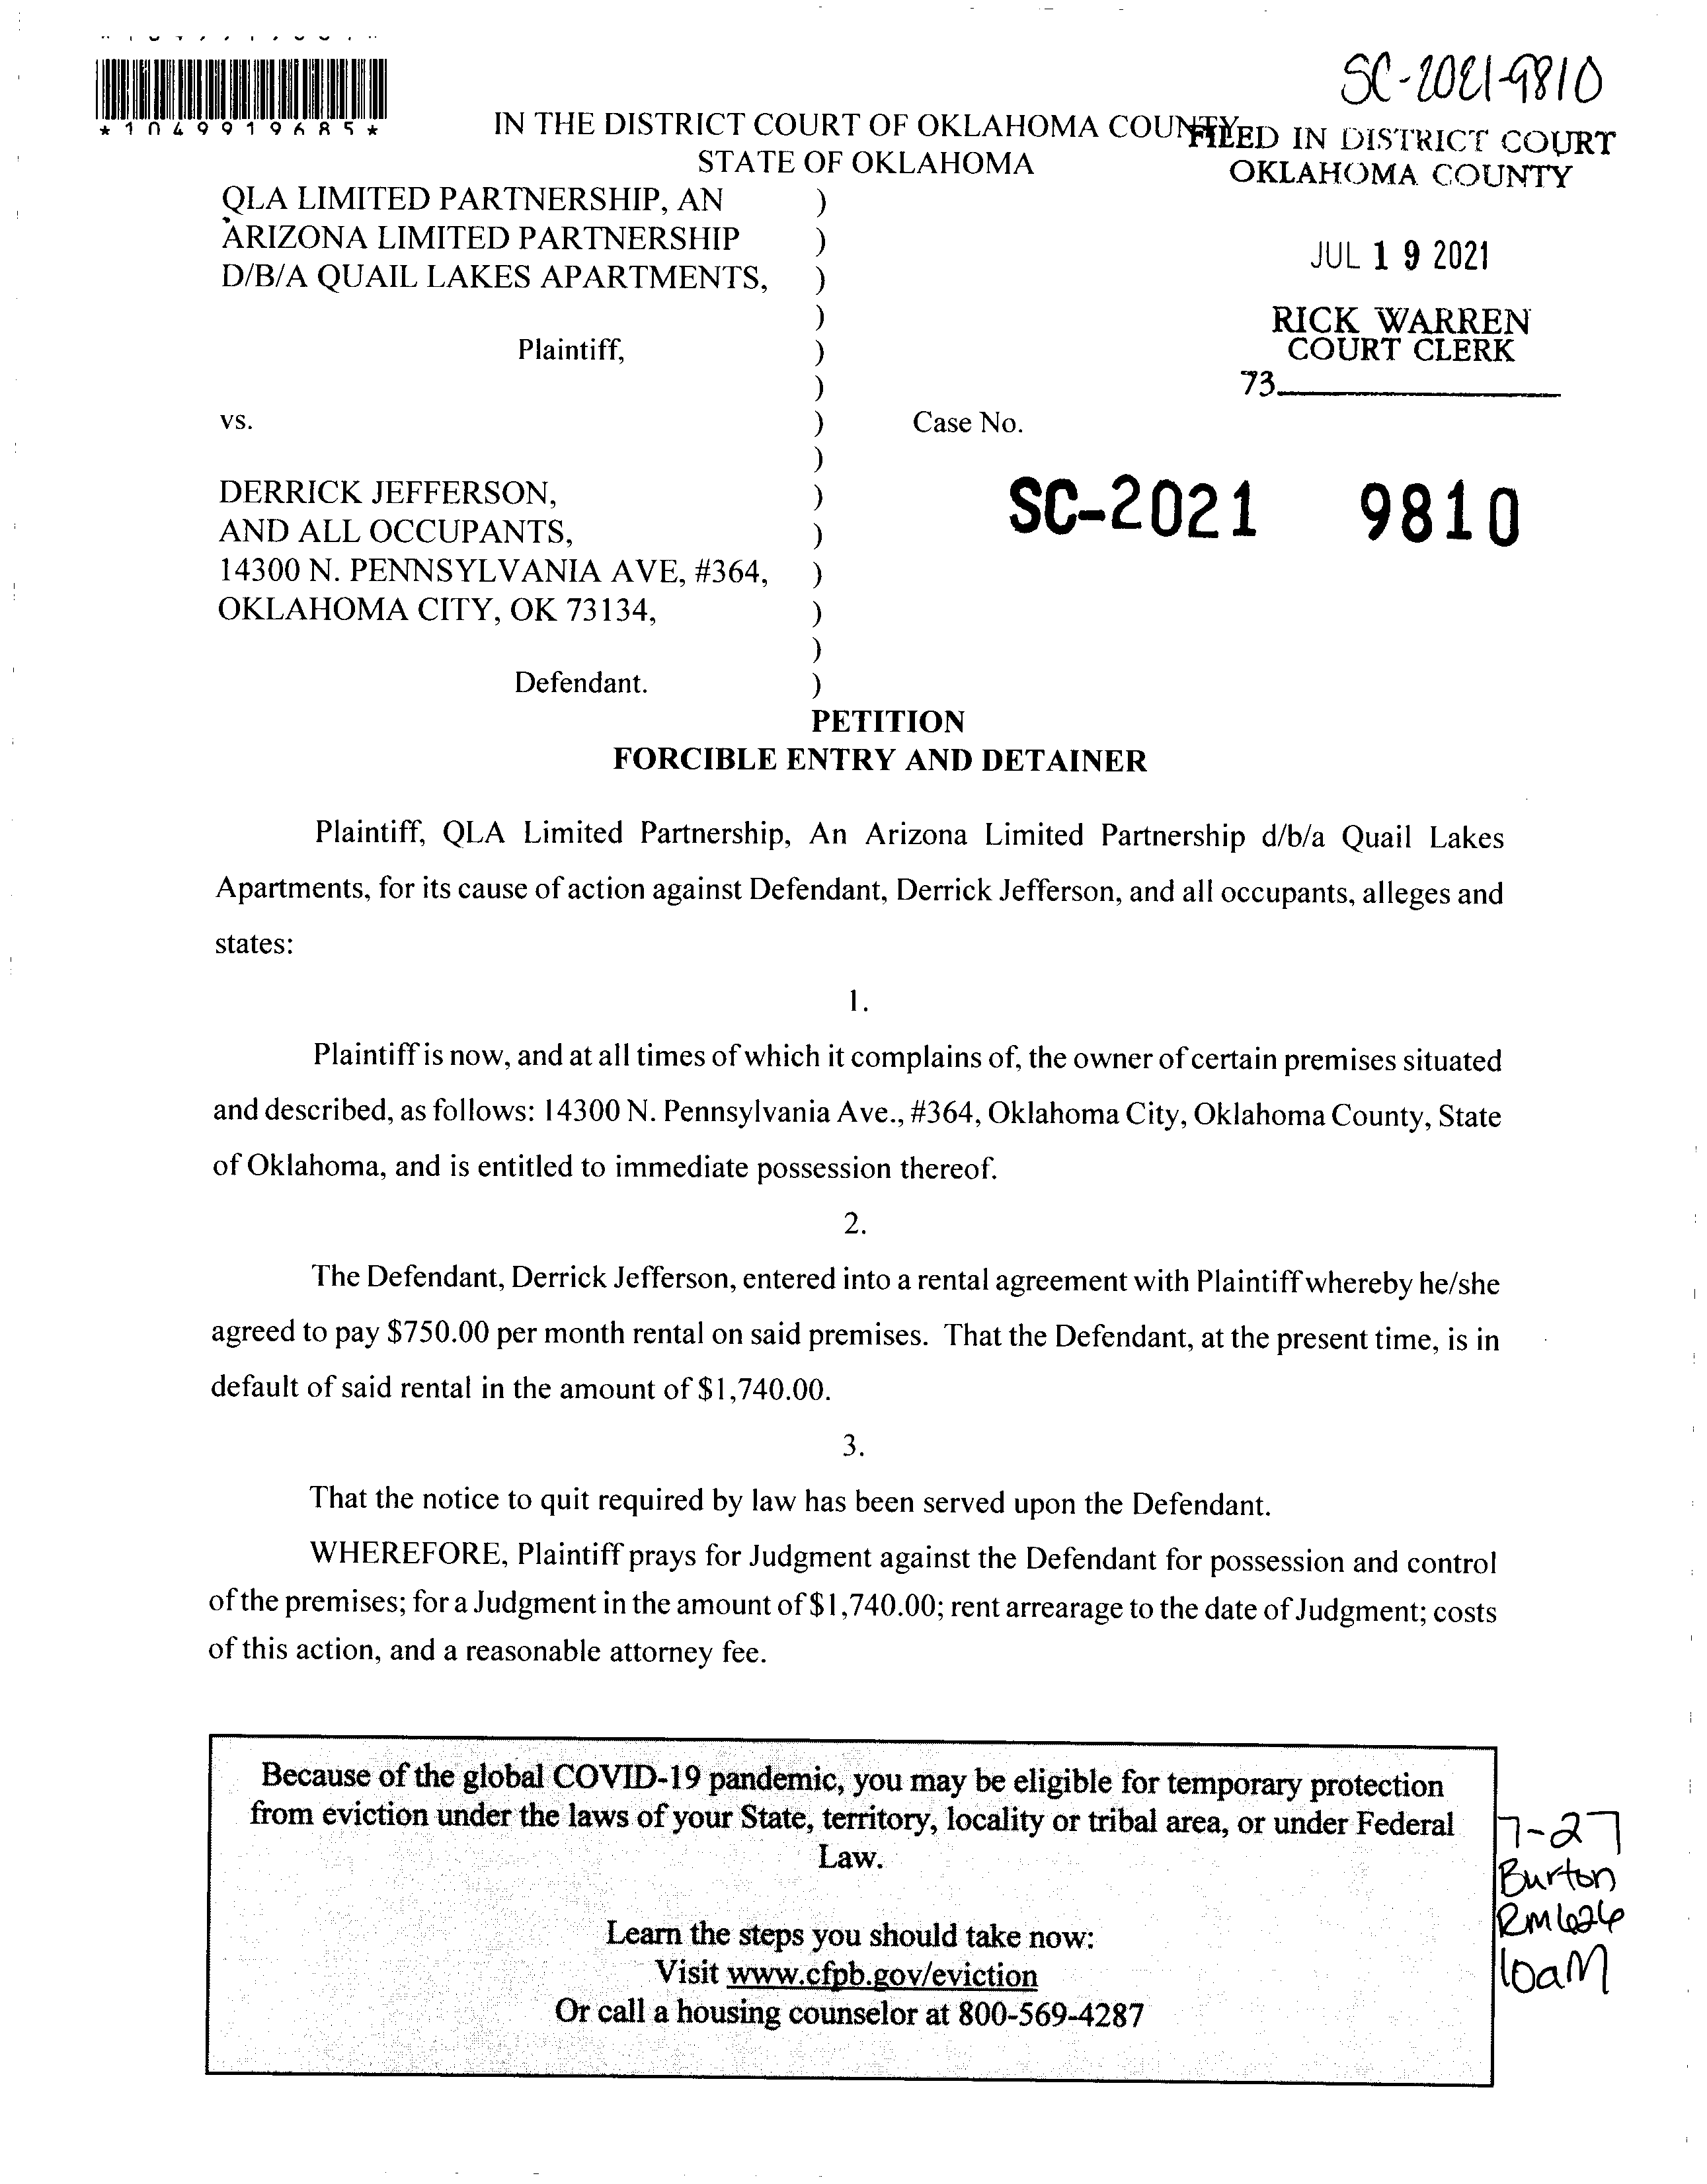 SC-2021-9810
*1049919685*
IN THE DISTRICT COURT OF OKLAHOMA COUNTY
STATE OF OKLAHOMA
FILED IN DISTRICT COURT
OKLAHOMA COUNTY
JUL 19 2021
RICK WARREN
COURT CLERK
73
QLA LIMITED PARTNERSHIP, AN )
ARIZONA LIMITED PARTNERSHIP )
D/B/A QUAIL LAKES APARTMENTS, )
)
Plaintiff, )
)
vs. ) Case No.
)
DERRICK JEFFERSON, ) SC-2021 9810
AND ALL OCCUPANTS, )
14300 N. PENNSYLVANIA AVE, #364, )
OKLAHOMA CITY, OK 73134, )
)
Defendant. )
PETITION
FORCIBLE ENTRY AND DETAINER
Plaintiff, QLA Limited Partnership, An Arizona Limited Partnership d/b/a Quail Lakes
Apartments, for its cause of action against Defendant, Derrick Jefferson, and all occupants, alleges and
states:
1.
Plaintiff is now, and at all times of which it complains of, the owner of certain premises situated
and described, as follows: 14300 N. Pennsylvania Ave., #364, Oklahoma City, Oklahoma County, State
of Oklahoma, and is entitled to immediate possession thereof.
2.
The Defendant, Derrick Jefferson, entered into a rental agreement with Plaintiff whereby he/she
agreed to pay $750.00 per month rental on said premises. That the Defendant, at the present time, is in
default of said rental in the amount of $1,740.00.
3.
That the notice to quit required by law has been served upon the Defendant.
WHEREFORE, Plaintiff prays for Judgment against the Defendant for possession and control
of the premises; for a Judgment in the amount of $1,740.00; rent arrearage to the date of Judgment; costs
of this action, and a reasonable attorney fee.
Because of the global COVID-19 pandemic, you may be eligible for temporary protection
from eviction under the laws of your State, territory, locality or tribal area, or under Federal
Law.
Learn the steps you should take now:
Visit www.cfpb.gov/eviction
Or call a housing counselor at 800-569-4287
7-27
Burton
RM 626
10am